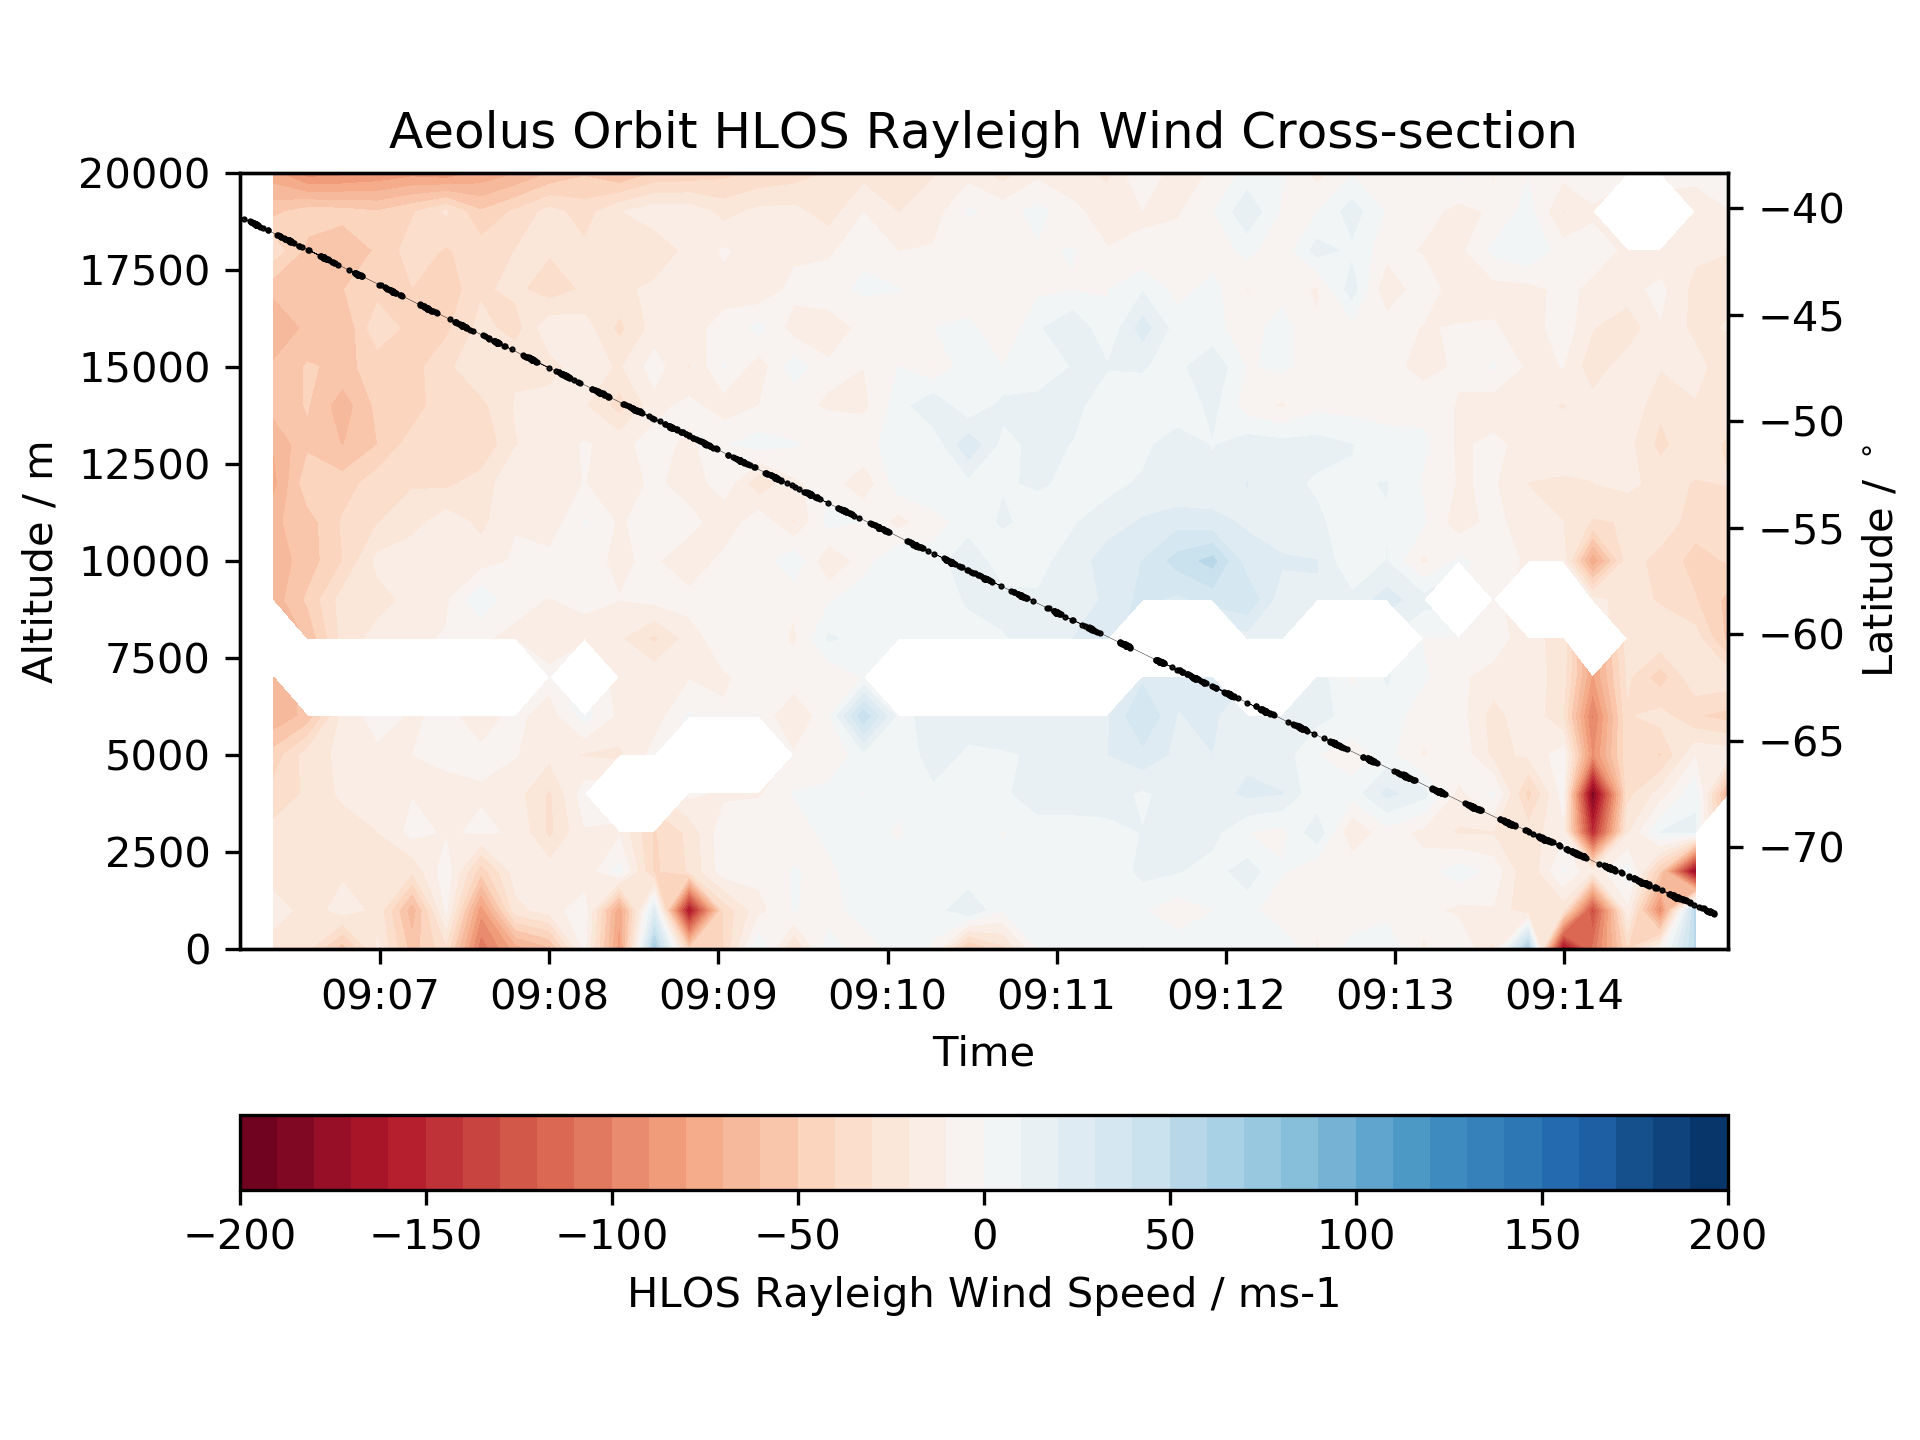 Aeolus Orbit HLOS Rayleigh Wind Cross-section
20000
17500
15000
12500
10000
7500
5000
2500
0
Altitude / m
−40
−45
−50
−55
−60
−65
−70
Latitude / °
09:07 09:08 09:09 09:10 09:11 09:12 09:13 09:14
Time
−200 −150 −100 −50 0 50 100 150 200
HLOS Rayleigh Wind Speed / ms-1